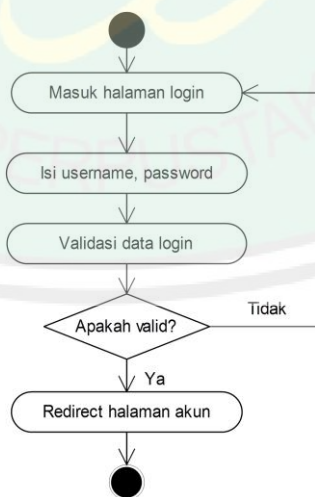 Masuk halaman login
Isi username, password
Validasi data login
Apakah valid?
Tidak
Ya
Redirect halaman akun